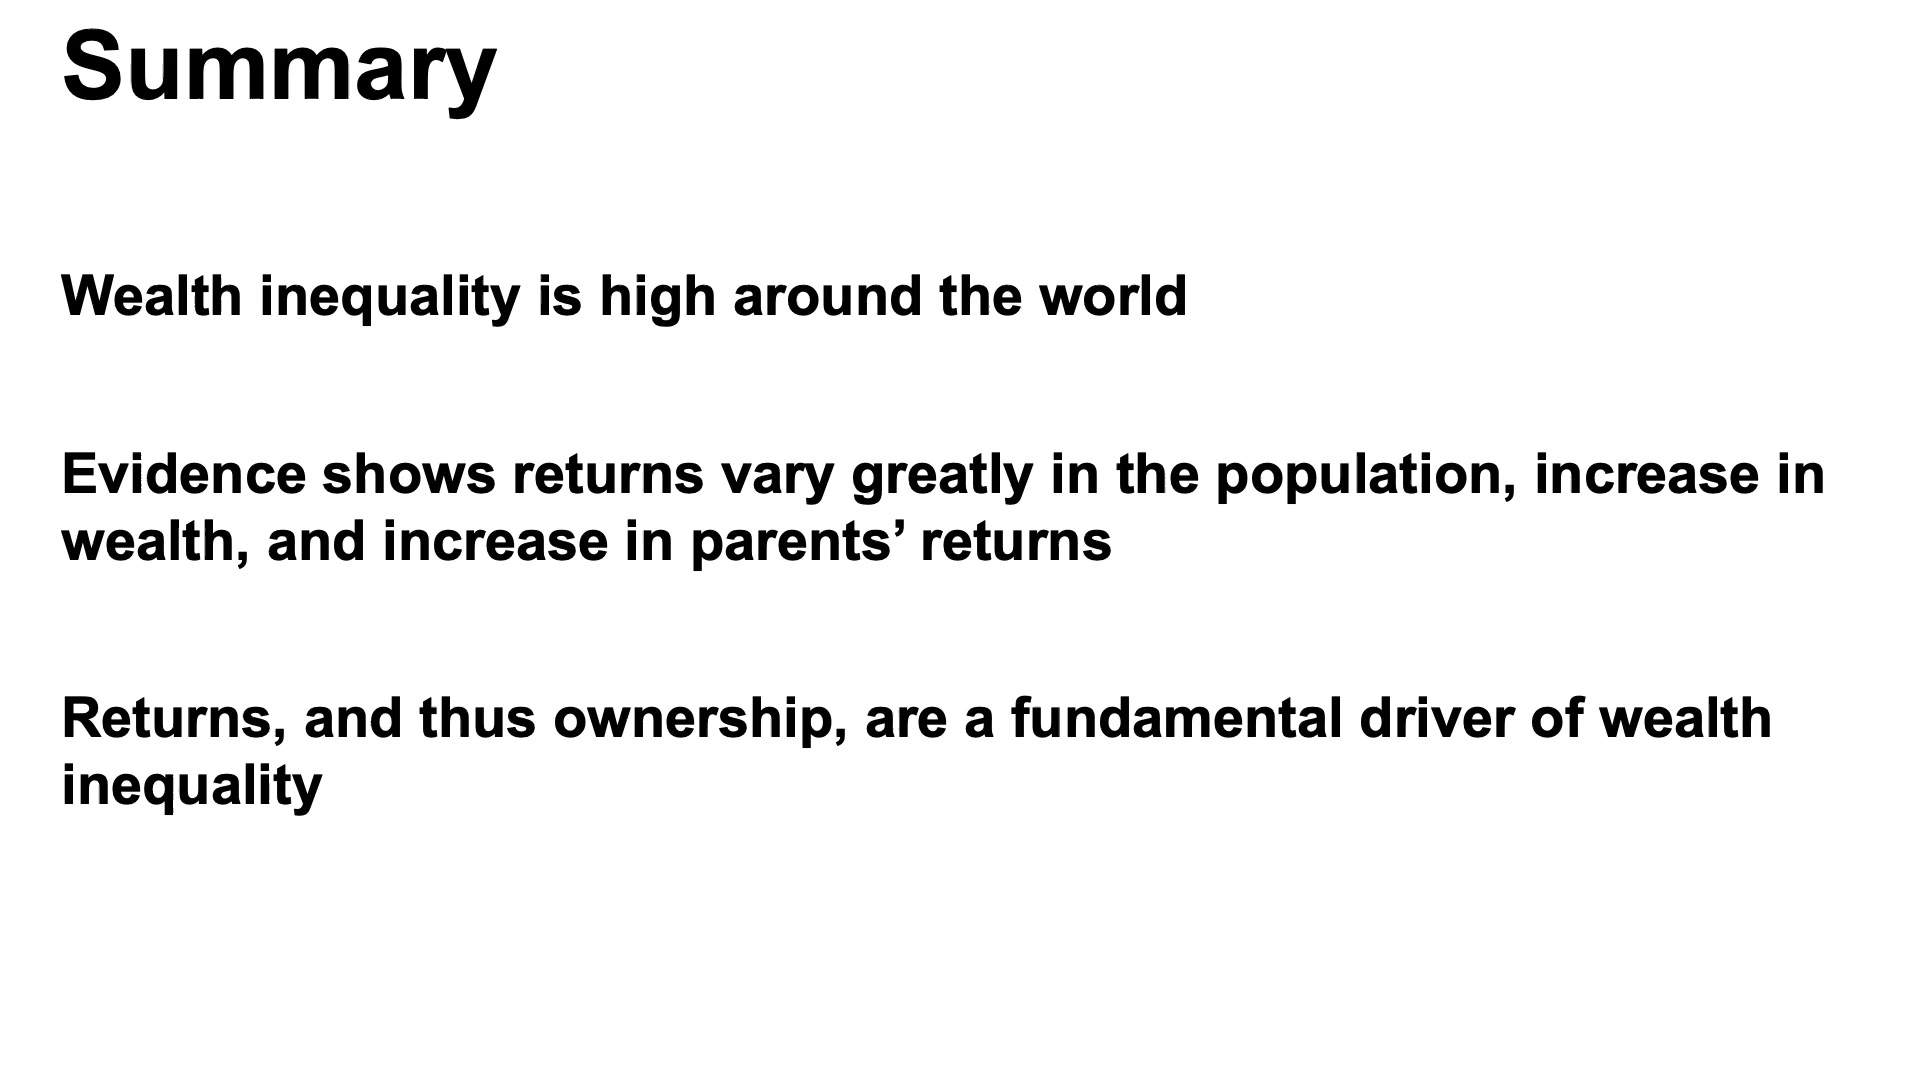 Summary
Wealth inequality is high around the world
Evidence shows returns vary greatly in the population, increase in
wealth, and increase in parents’ returns
Returns, and thus ownership, are a fundamental driver of wealth
inequality